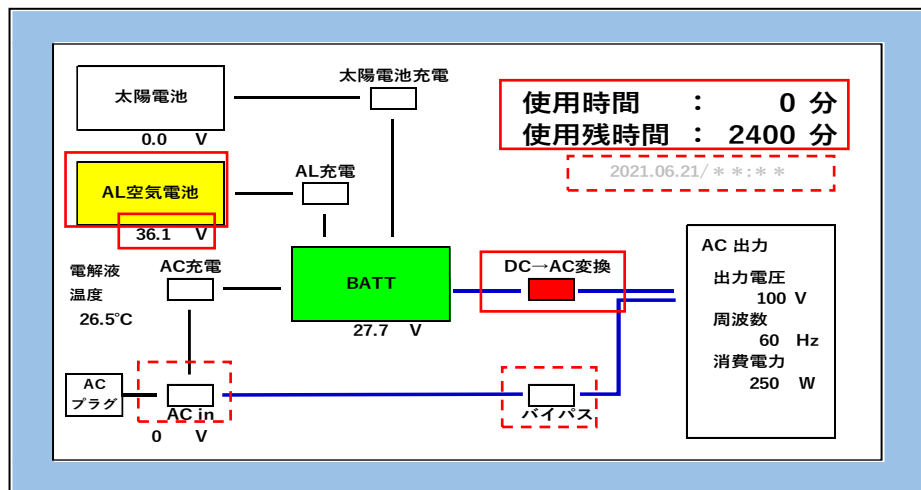 太陽電池充電
太陽電池
0.0 V
使用時間 : 0 分
使用残時間 : 2400 分
2021.06.21/**:**
AL充電
AL空気電池
36.1 V
AC 出力
出力電圧
100 V
周波数
60 Hz
消費電力
250 W
DC→AC変換
BATT
27.7 V
AC充電
電解液
温度
26.5℃
AC
プラグ
AC in
0 V
バイパス